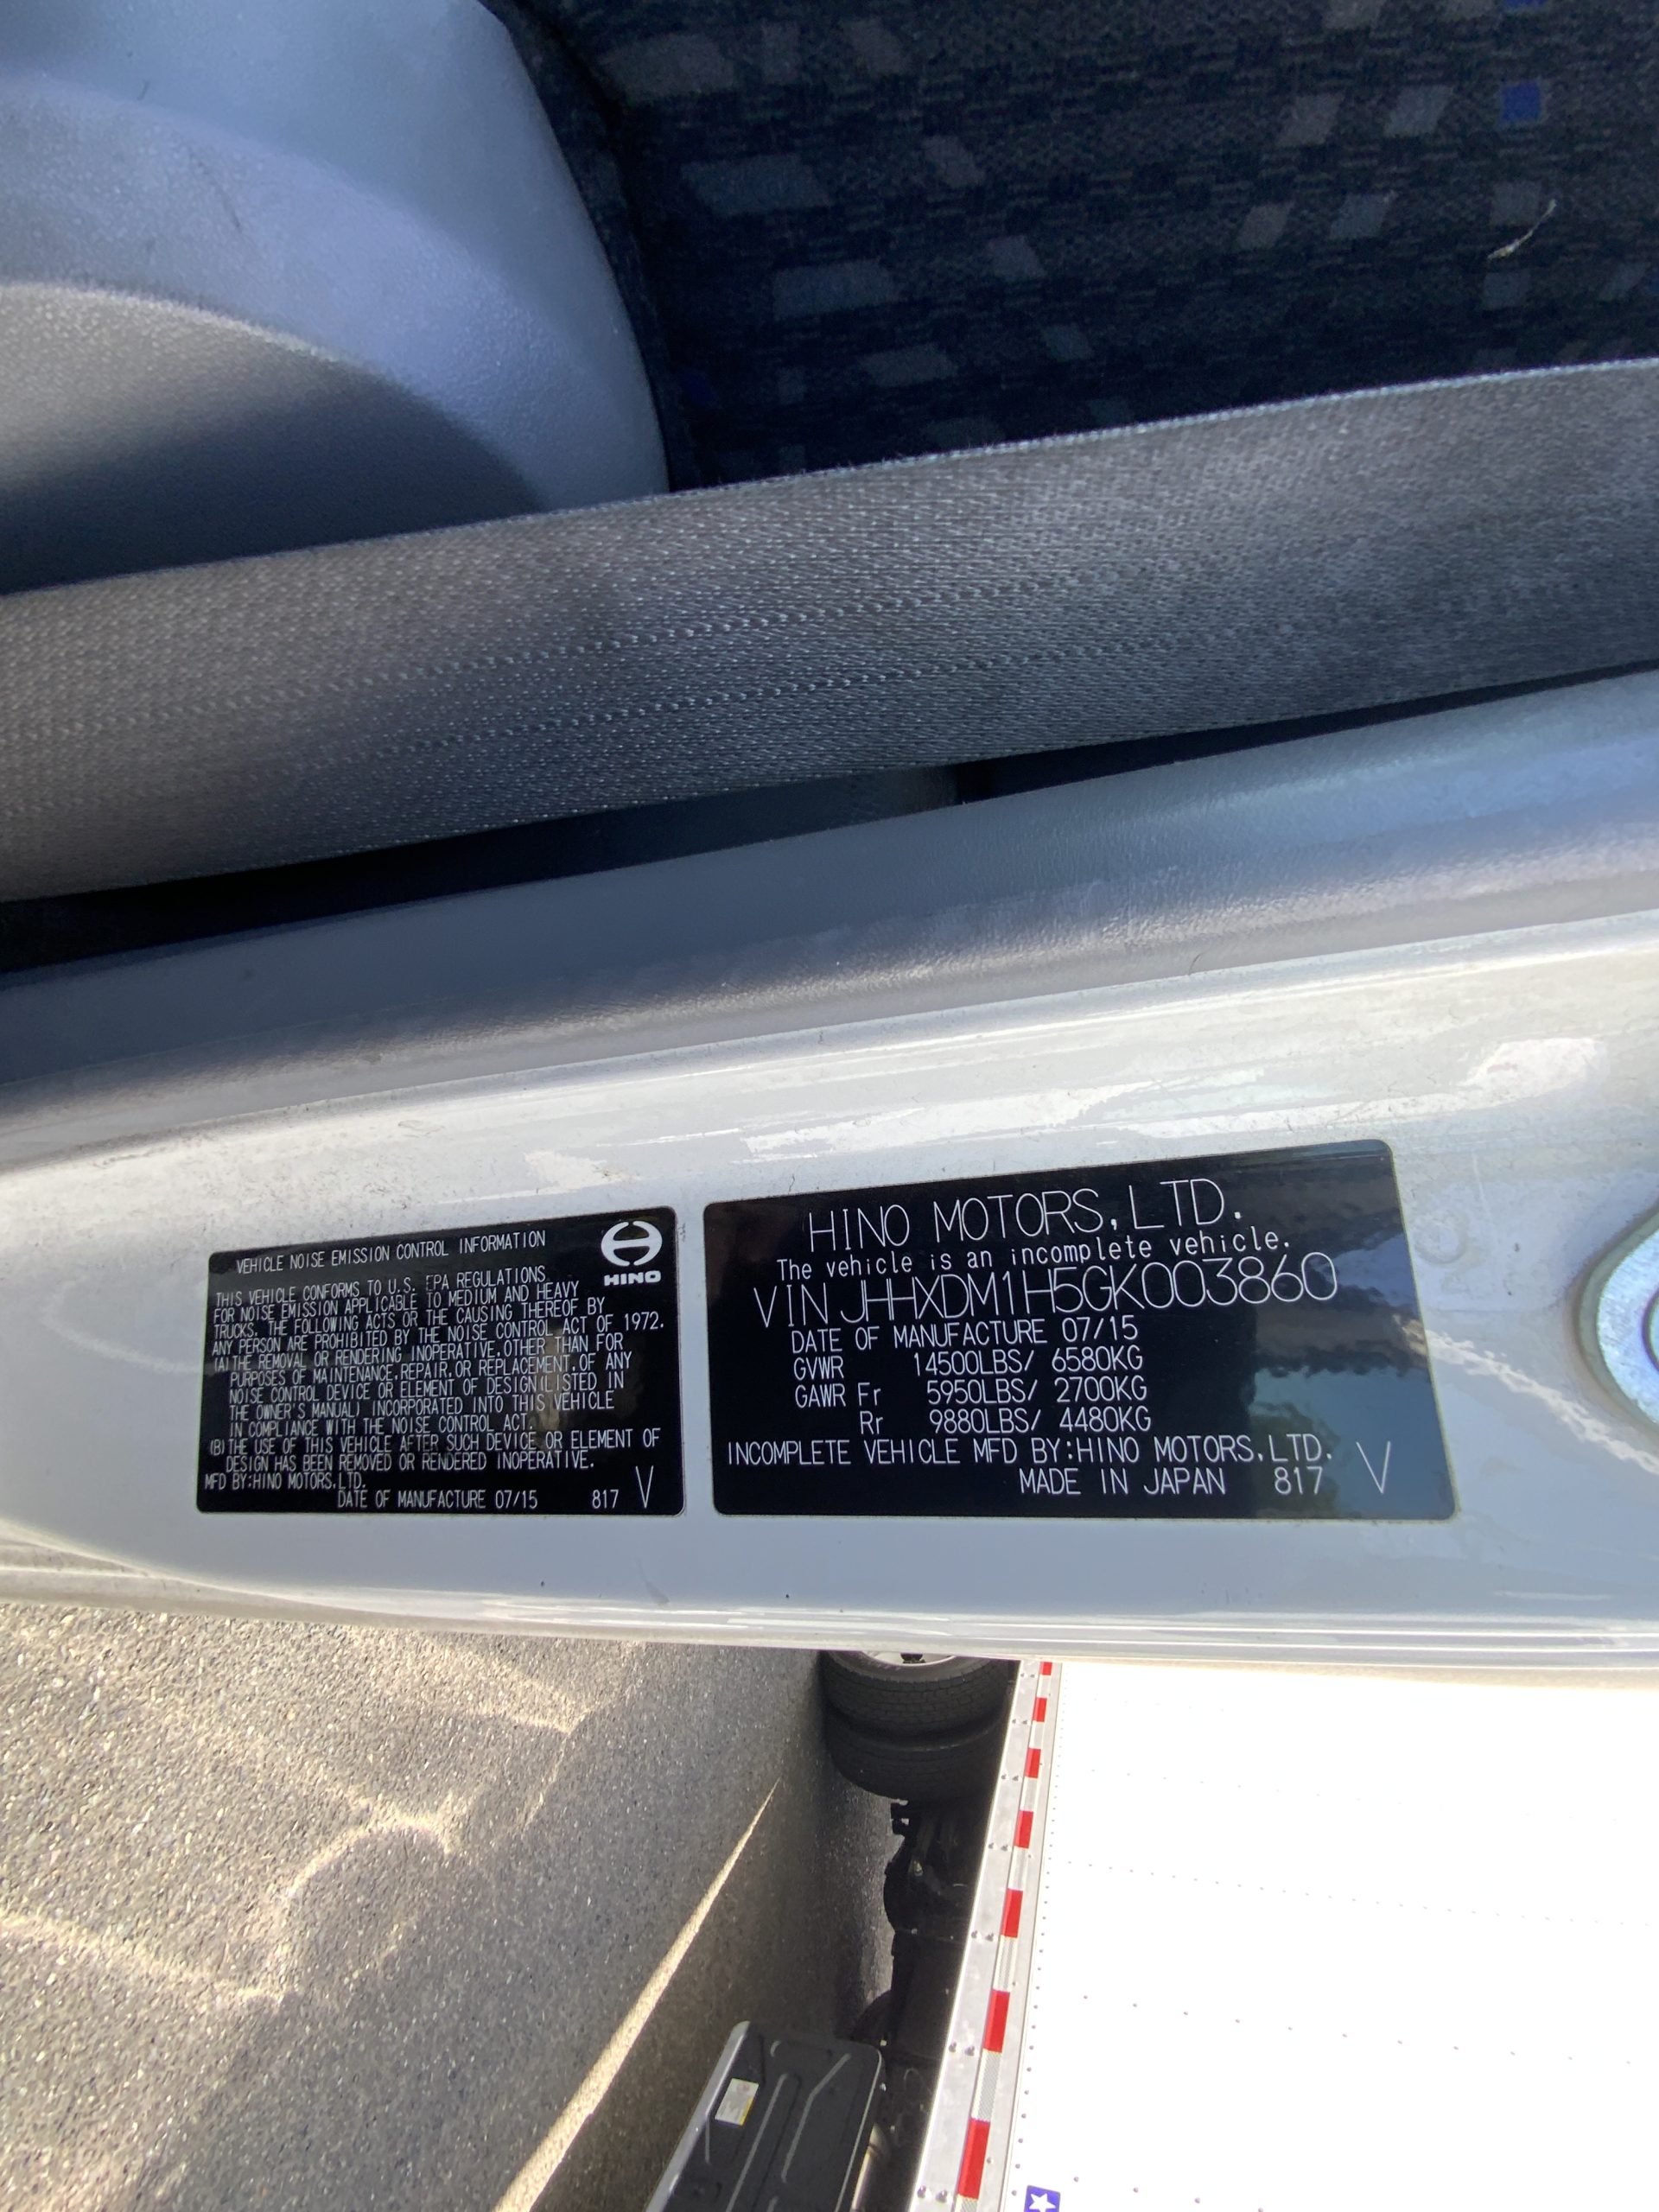 VEHICLE NOISE EMISSION CONTROL INFORMATION
HINO
THIS VEHICLE CONFORMS TO U.S. EPA REGULATIONS
FOR NOISE EMISSION APPLICABLE TO MEDIUM AND HEAVY
TRUCKS. THE FOLLOWING ACTS OR THE CAUSING THEREOF BY
ANY PERSON ARE PROHIBITED BY THE NOISE CONTROL ACT OF 1972.
(A)THE REMOVAL OR RENDERING INOPERATIVE,OTHER THAN FOR
PURPOSES OF MAINTENANCE,REPAIR,OR REPLACEMENT,OF ANY
NOISE CONTROL DEVICE OR ELEMENT OF DESIGN(LISTED IN
THE OWNER'S MANUAL) INCORPORATED INTO THIS VEHICLE
IN COMPLIANCE WITH THE NOISE CONTROL ACT.
(B)THE USE OF THIS VEHICLE AFTER SUCH DEVICE OR ELEMENT OF
DESIGN HAS BEEN REMOVED OR RENDERED INOPERATIVE.
MFD BY:HINO MOTORS,LTD.
DATE OF MANUFACTURE 07/15 817 V
HINO MOTORS,LTD.
The vehicle is an incomplete vehicle.
VIN JHHXDM1H5GK003860
DATE OF MANUFACTURE 07/15
GVWR 14500LBS/ 6580KG
GAWR Fr 5950LBS/ 2700KG
Rr 9880LBS/ 4480KG
INCOMPLETE VEHICLE MFD BY:HINO MOTORS,LTD.
MADE IN JAPAN 817 V